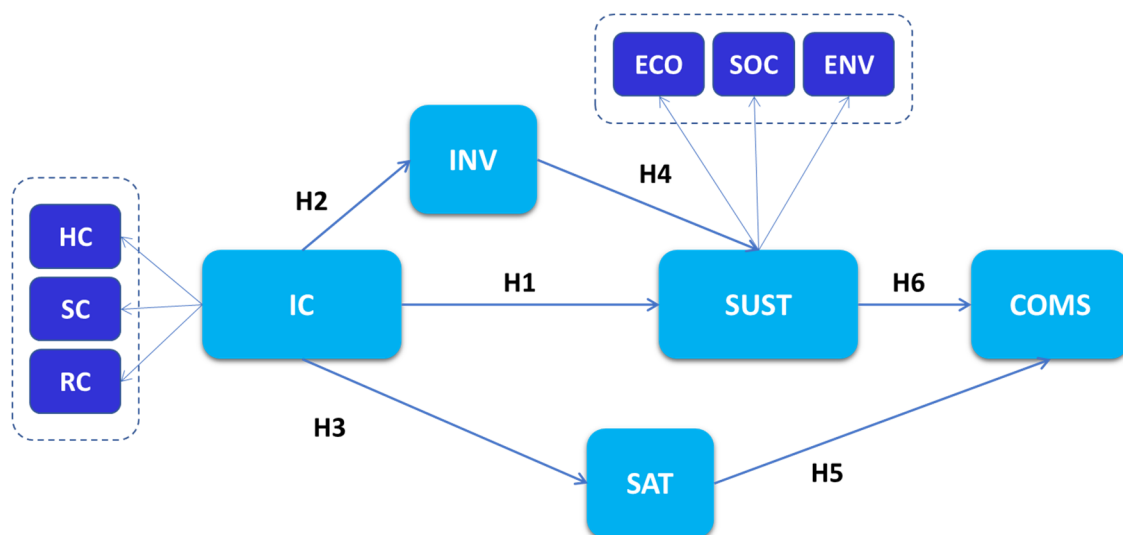 ECO SOC ENV
INV
H4
H2
HC
SC
RC
IC
H1
SUST
H6
COMS
H3
SAT
H5